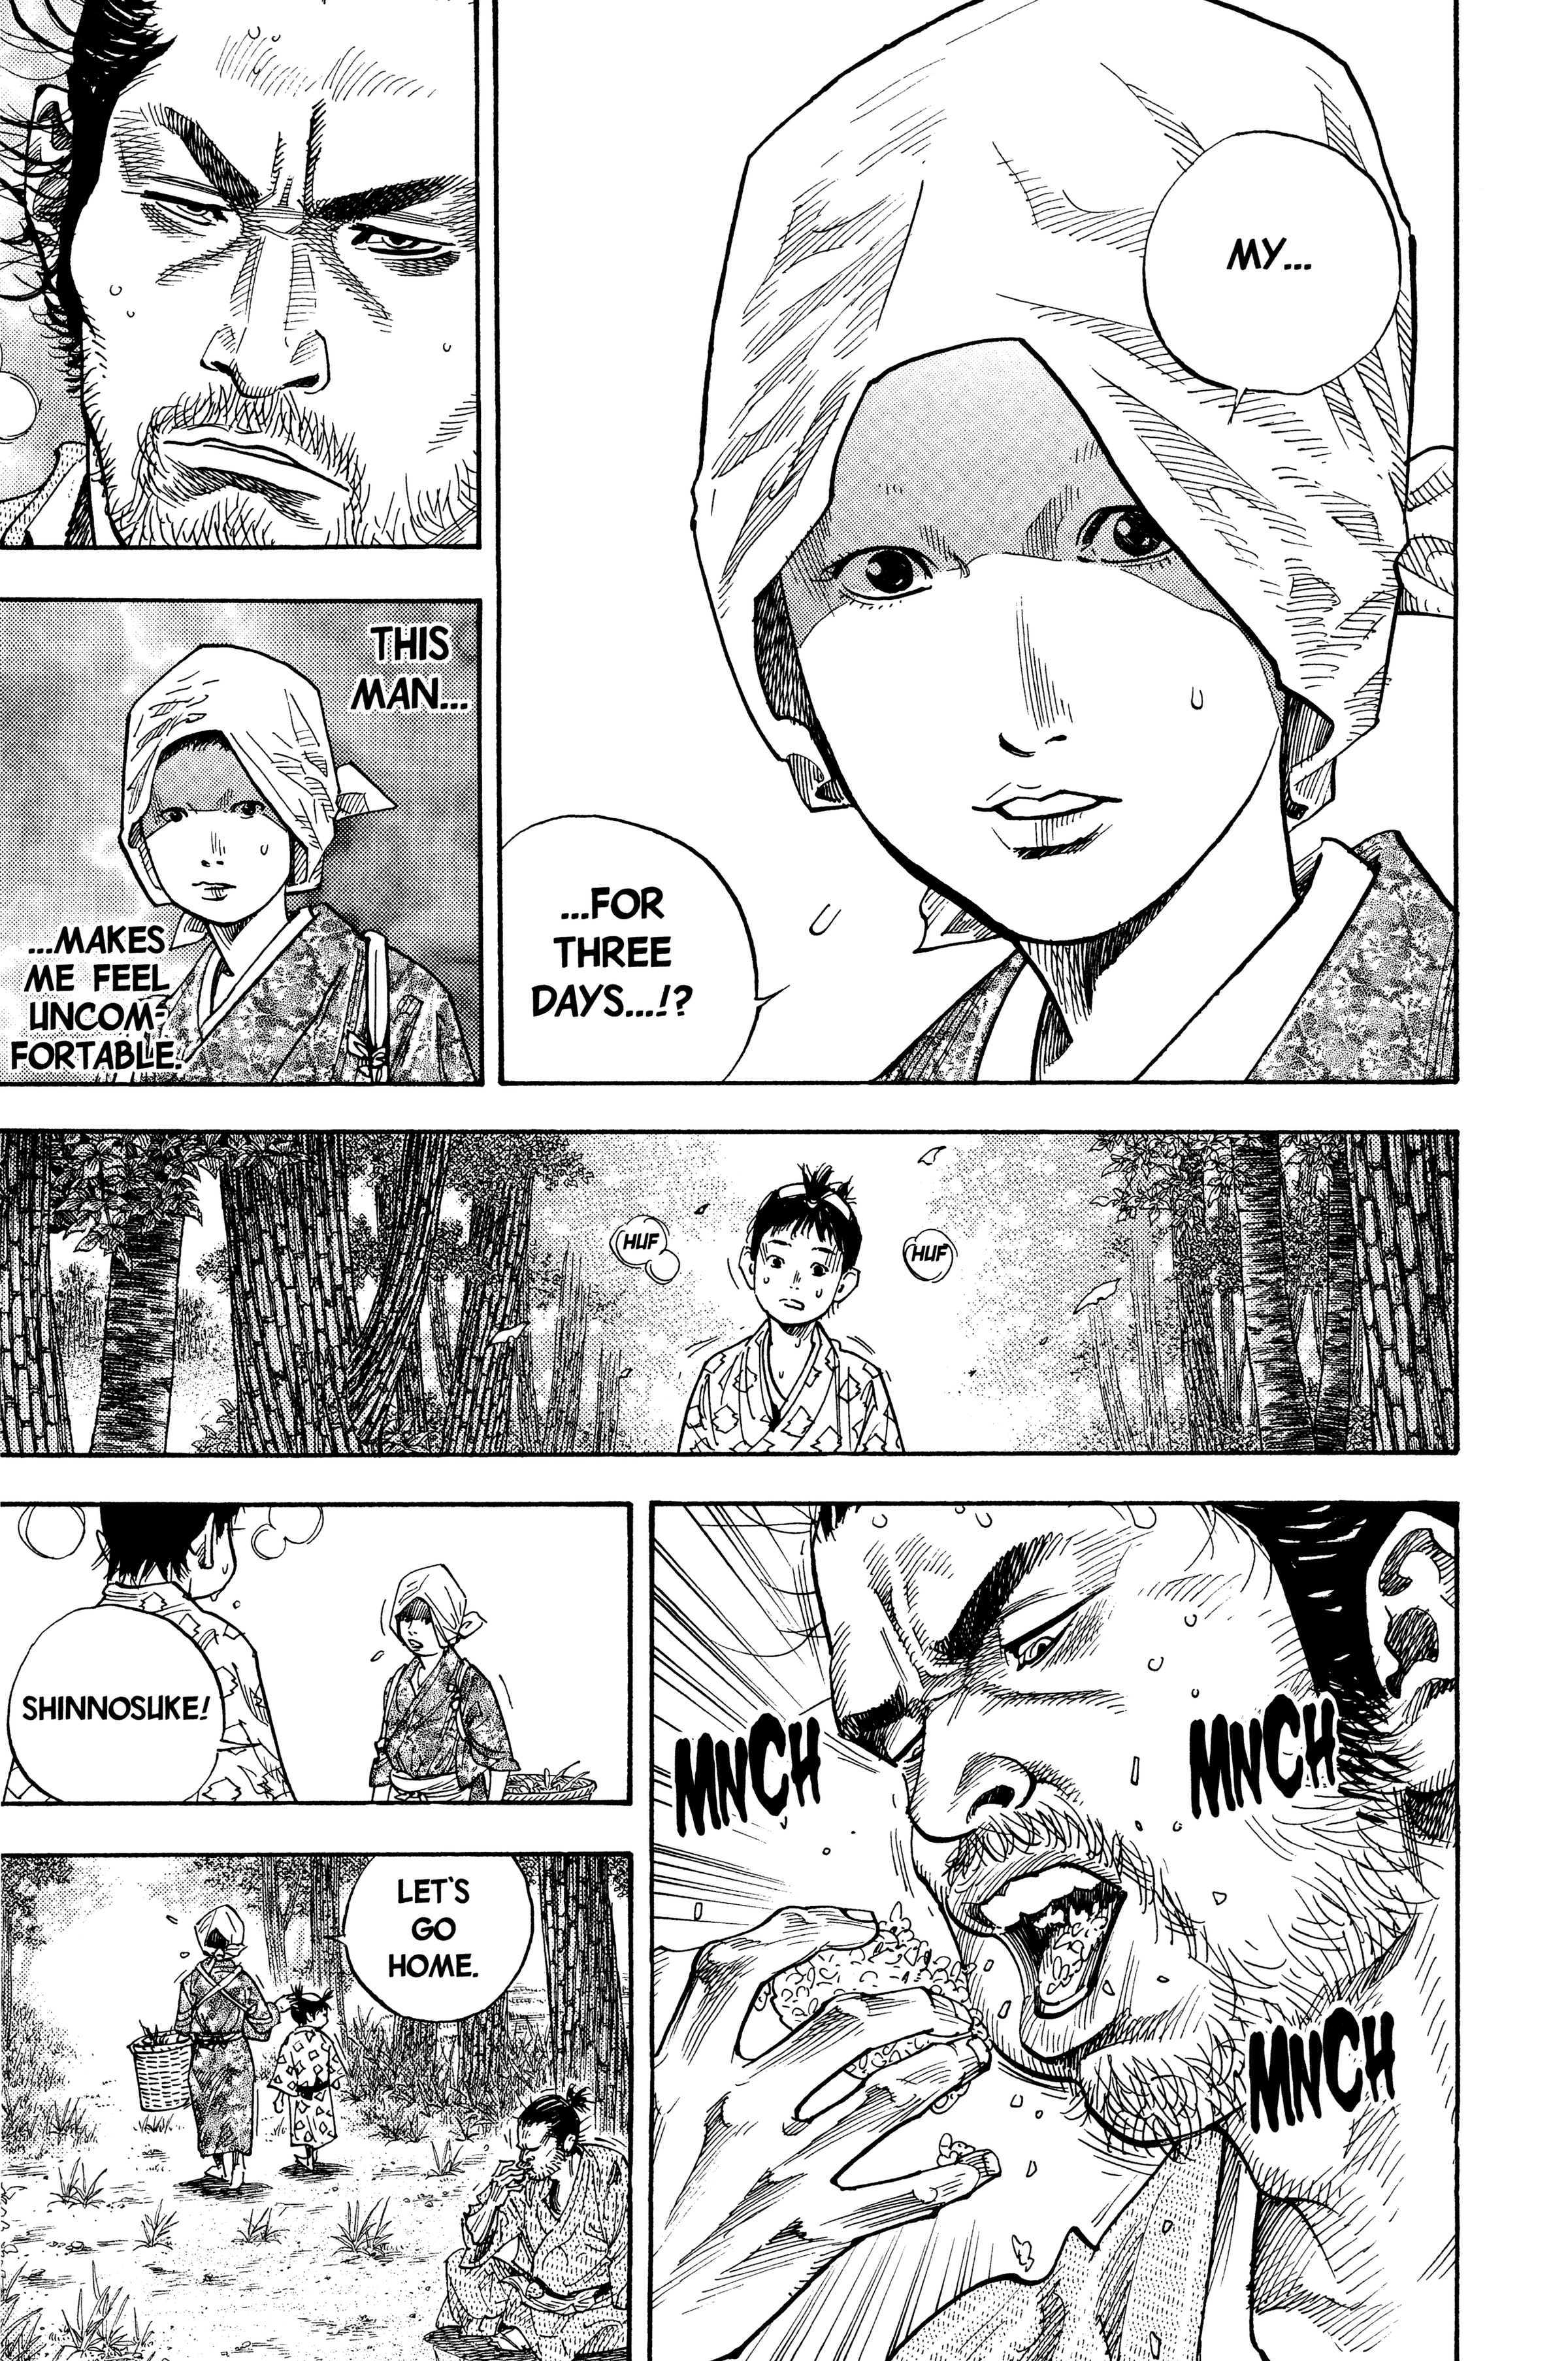 MY...
...FOR
THREE
DAYS...!?
THIS
MAN...
...MAKES
ME FEEL
UNCOM-
FORTABLE.
HUF
HUF
MNCH
MNCH
MNCH
SHINNOSUKE!
LET'S
GO
HOME.